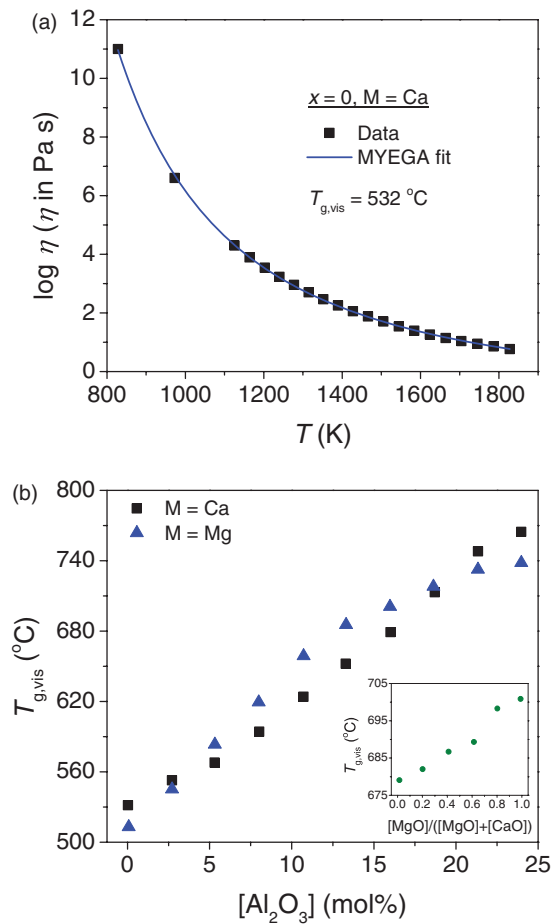 (a)
12
10
8
6
4
2
0
log η (η in Pa s)
x = 0, M = Ca
Data
MYEGA fit
Tg,vis = 532 °C
800 1000 1200 1400 1600 1800
T (K)
(b)
800
740
680
620
560
500
Tg,vis (°C)
M = Ca
M = Mg
705
695
685
675
Tg,vis (°C)
0.0 0.2 0.4 0.6 0.8 1.0
[MgO]/([MgO]+[CaO])
0 5 10 15 20 25
[Al2O3] (mol%)